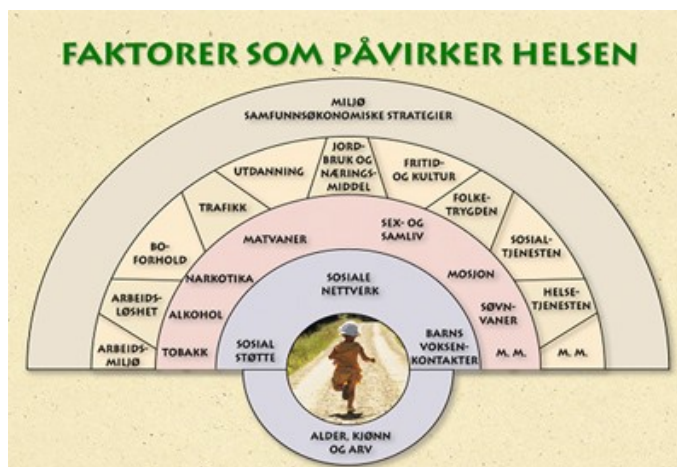 FAKTORER SOM PÅVIRKER HELSEN
MILJØ
SAMFUNNSØKONOMISKE STRATEGIER
ARBEIDS-
MILJØ
ARBEIDS-
LØSHET
BO-
FORHOLD
TRAFIKK
UTDANNING
JORD-
BRUK OG
NÆRINGS-
MIDDEL
FRITID-
OG KULTUR
FOLKE-
TRYGDEN
SOSIAL-
TJENESTEN
HELSE-
TJENESTEN
M. M.
TOBAKK
ALKOHOL
NARKOTIKA
MATVANER
SEX- OG
SAMLIV
MOSJON
SØVN-
VANER
M. M.
SOSIAL
STØTTE
SOSIALE
NETTVERK
BARNS
VOKSEN-
KONTAKTER
ALDER, KJØNN
OG ARV